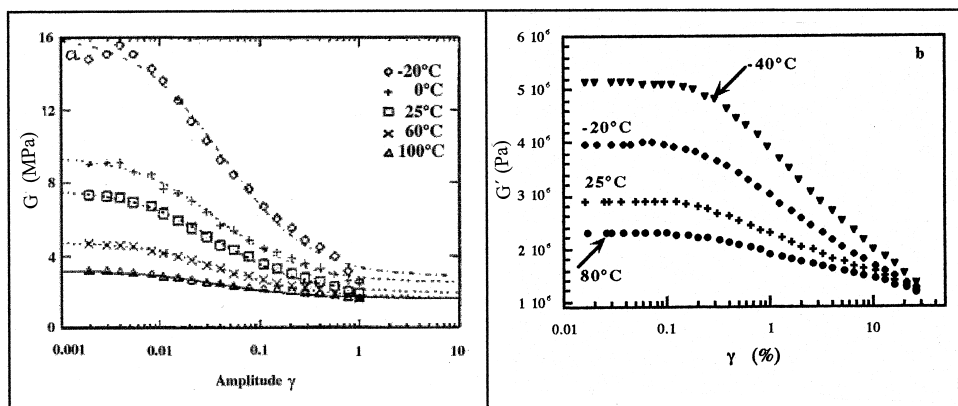 a
16
12
8
4
0
G' (MPa)
-20°C
0°C
25°C
60°C
100°C
0.001
0.01
0.1
1
10
Amplitude γ
b
6 10⁶
5 10⁶
4 10⁶
3 10⁶
2 10⁶
1 10⁶
G' (Pa)
-40°C
-20°C
25°C
80°C
0.01
0.1
1
10
γ (%)